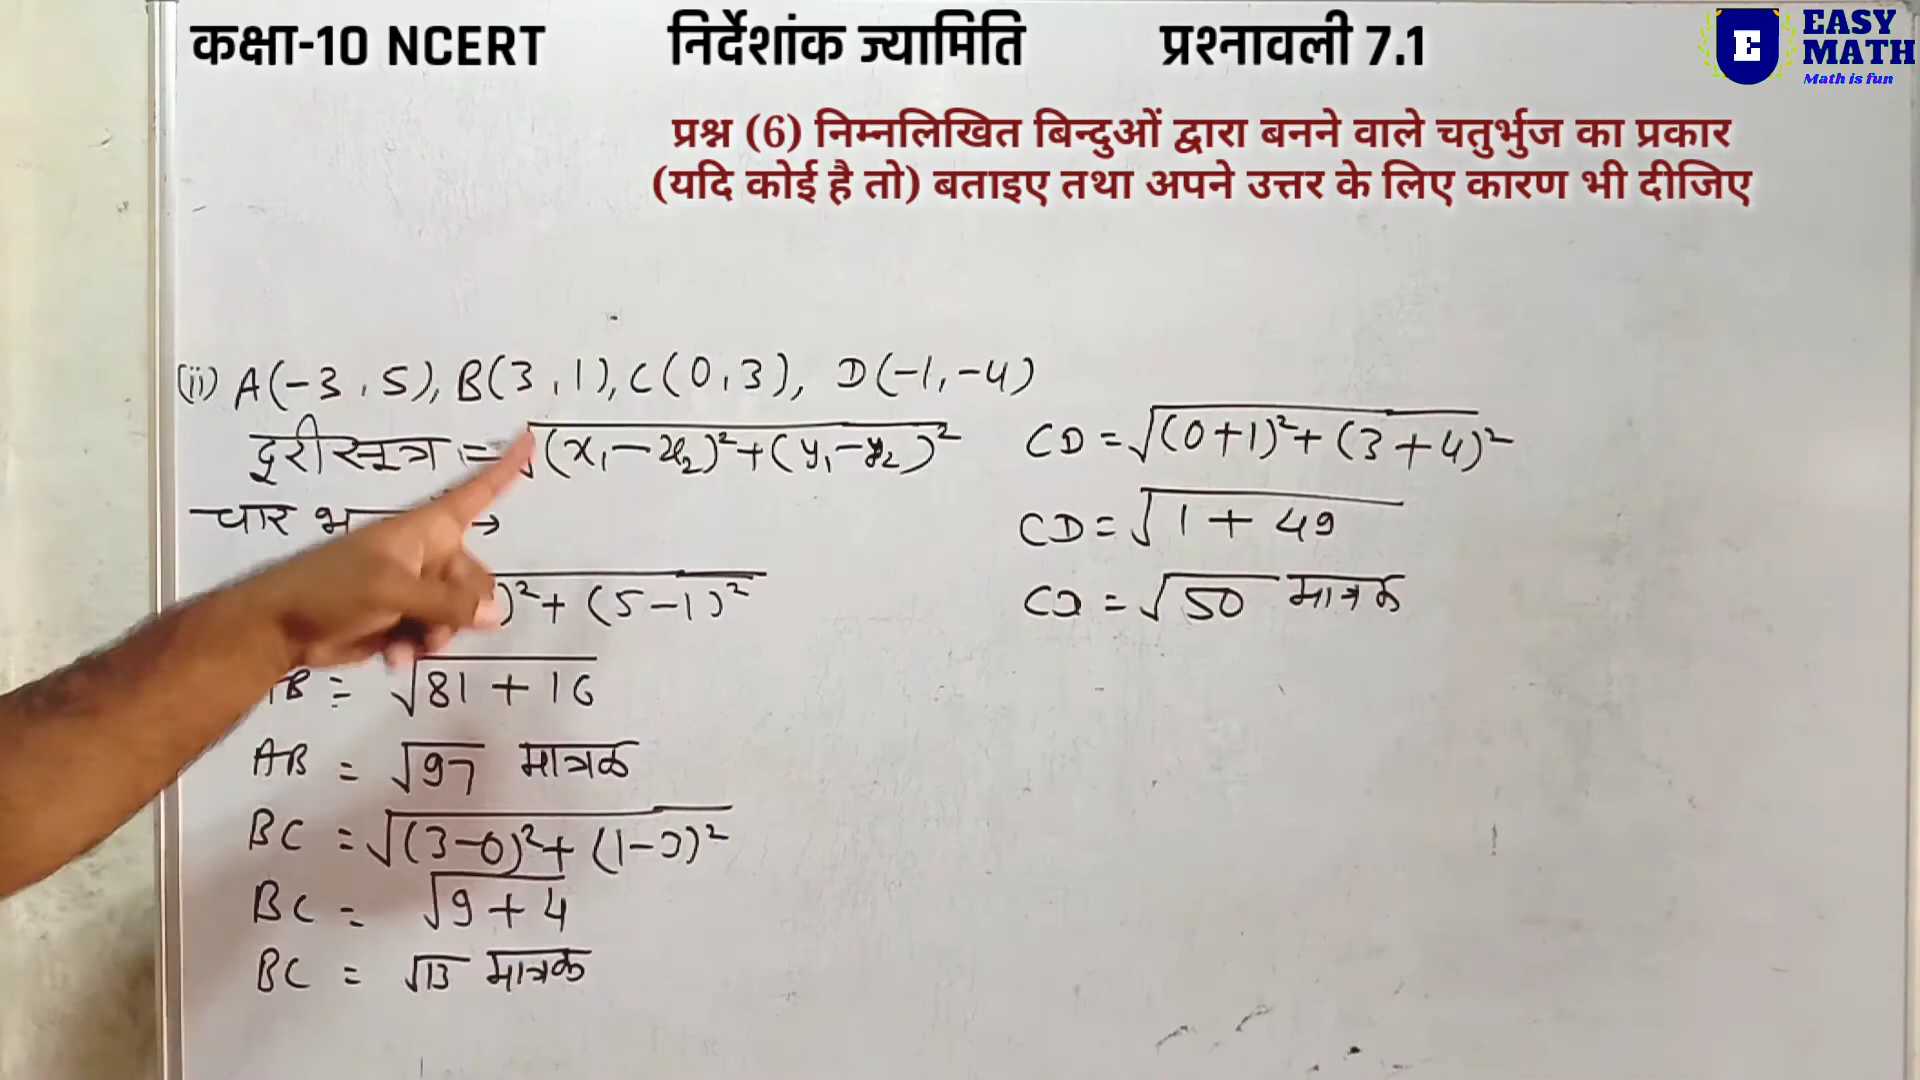 कक्षा-10 NCERT निर्देशांक ज्यामिति प्रश्नावली 7.1
E EASY MATH
Math is fun
प्रश्न (6) निम्नलिखित बिन्दुओं द्वारा बनने वाले चतुर्भुज का प्रकार
(यदि कोई है तो) बताइए तथा अपने उत्तर के लिए कारण भी दीजिए
(ii) A(-3, 5), B(3, 1), C(0, 3), D(-1, -4)
दुरी सूत्र = √(x₁-x₂)²+(y₁-y₂)²
चार →
)²+(5-1)²
B = √81+16
AB = √97 मात्रक
BC = √(3-0)²+(1-3)²
BC = √9+4
BC = √13 मात्रक
CD = √(0+1)²+(3+4)²
CD = √1+49
CD = √50 मात्रक